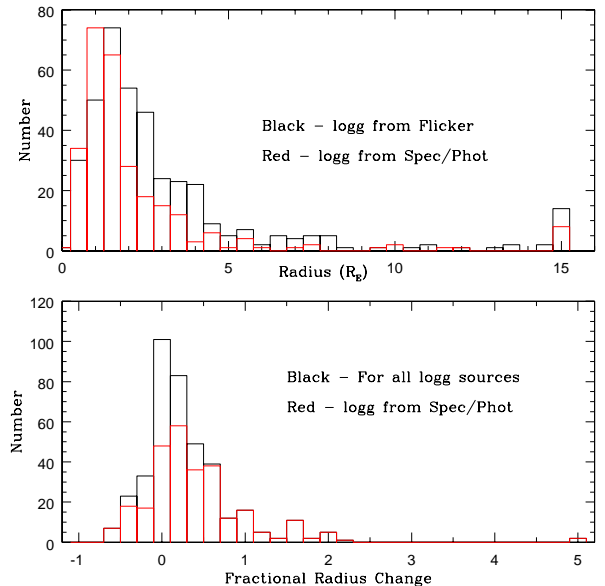 80
60
40
20
0
Number
Black – logg from Flicker
Red – logg from Spec/Phot
0 5 10 15
Radius (R_E)
120
100
80
60
40
20
0
Number
Black – For all logg sources
Red – logg from Spec/Phot
-1 0 1 2 3 4 5
Fractional Radius Change